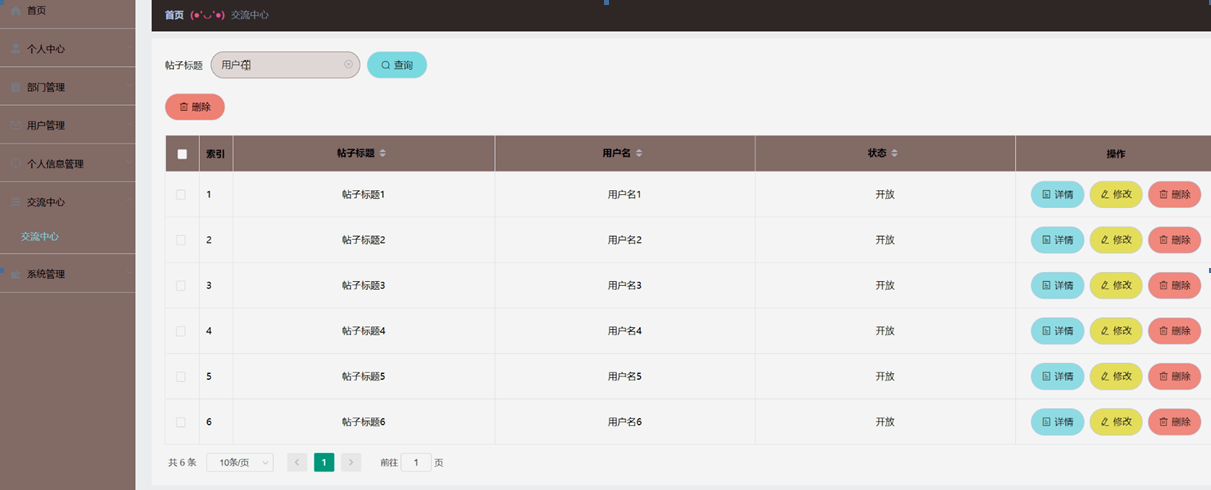 首页
个人中心
部门管理
用户管理
个人信息管理
交流中心
交流中心
系统管理
首页 (●'◡'●) 交流中心
帖子标题 用户 查询
删除
索引 帖子标题 用户名 状态 操作
1 帖子标题1 用户名1 开放 详情 修改 删除
2 帖子标题2 用户名2 开放 详情 修改 删除
3 帖子标题3 用户名3 开放 详情 修改 删除
4 帖子标题4 用户名4 开放 详情 修改 删除
5 帖子标题5 用户名5 开放 详情 修改 删除
6 帖子标题6 用户名6 开放 详情 修改 删除
共 6 条 10条/页 1 前往 1 页